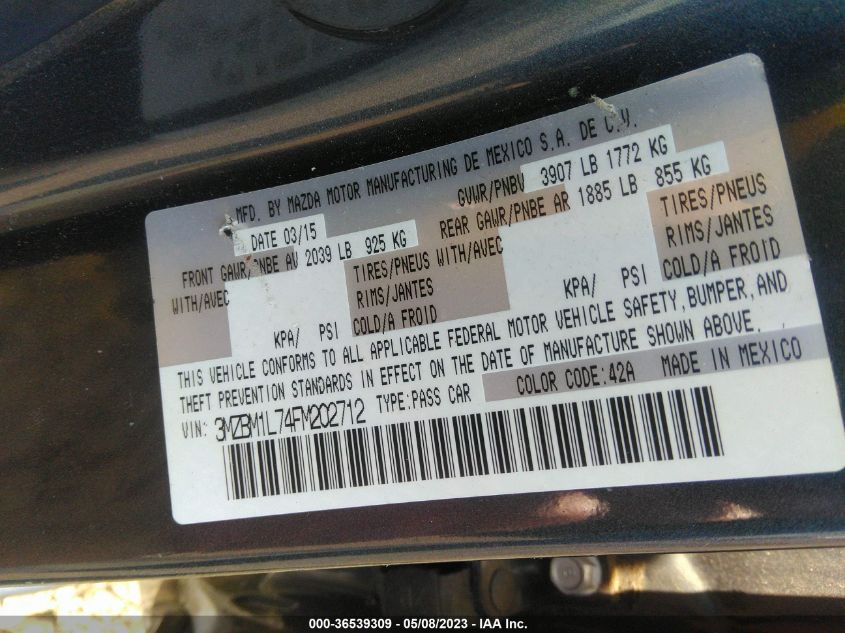 MFD. BY MAZDA MOTOR MANUFACTURING DE MEXICO S.A. DE C.V.
DATE 03/15 GVWR/PNBV 3907 LB 1772 KG
FRONT GAWR/PNBE AV 2039 LB 925 KG REAR GAWR/PNBE AR 1885 LB 855 KG
WITH/AVEC TIRES/PNEUS WITH/AVEC TIRES/PNEUS
RIMS/JANTES RIMS/JANTES
KPA/ PSI COLD/A FROID KPA/ PSI COLD/A FROID
THIS VEHICLE CONFORMS TO ALL APPLICABLE FEDERAL MOTOR VEHICLE SAFETY, BUMPER, AND
THEFT PREVENTION STANDARDS IN EFFECT ON THE DATE OF MANUFACTURE SHOWN ABOVE.
VIN: 3MZBM1L74FM202712 TYPE:PASS CAR COLOR CODE:42A MADE IN MEXICO
000-36539309 - 05/08/2023 - IAA Inc.